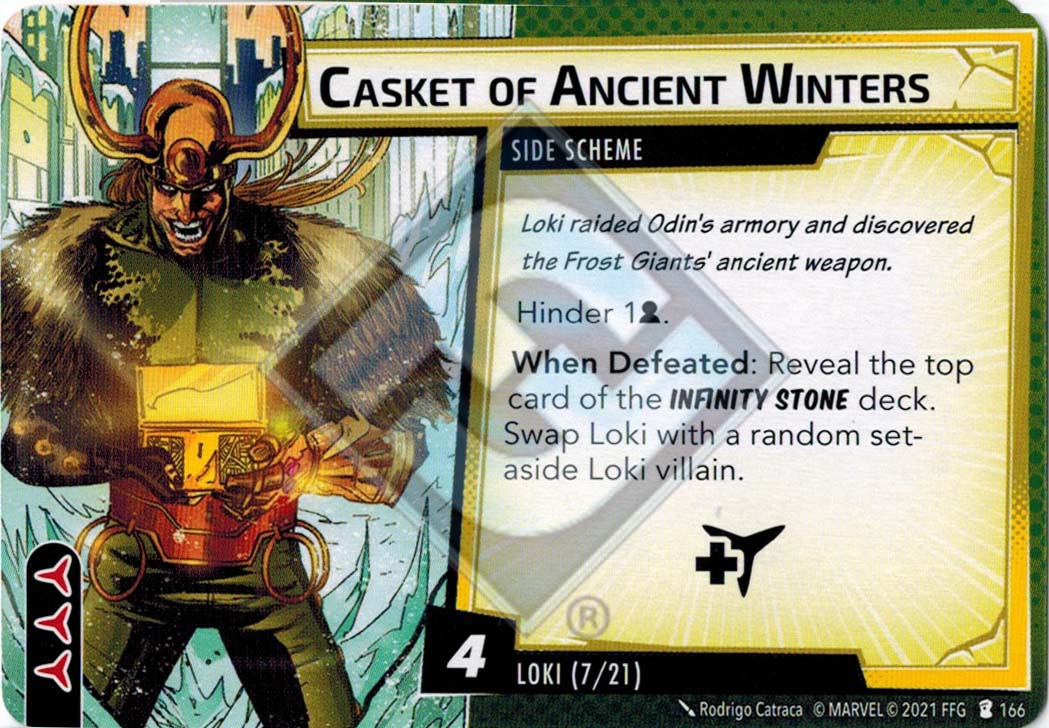 CASKET OF ANCIENT WINTERS
SIDE SCHEME
Loki raided Odin's armory and discovered
the Frost Giants' ancient weapon.
Hinder 1.
When Defeated: Reveal the top
card of the INFINITY STONE deck.
Swap Loki with a random set-
aside Loki villain.
®
4
LOKI (7/21)
Rodrigo Catraca © MARVEL © 2021 FFG 166